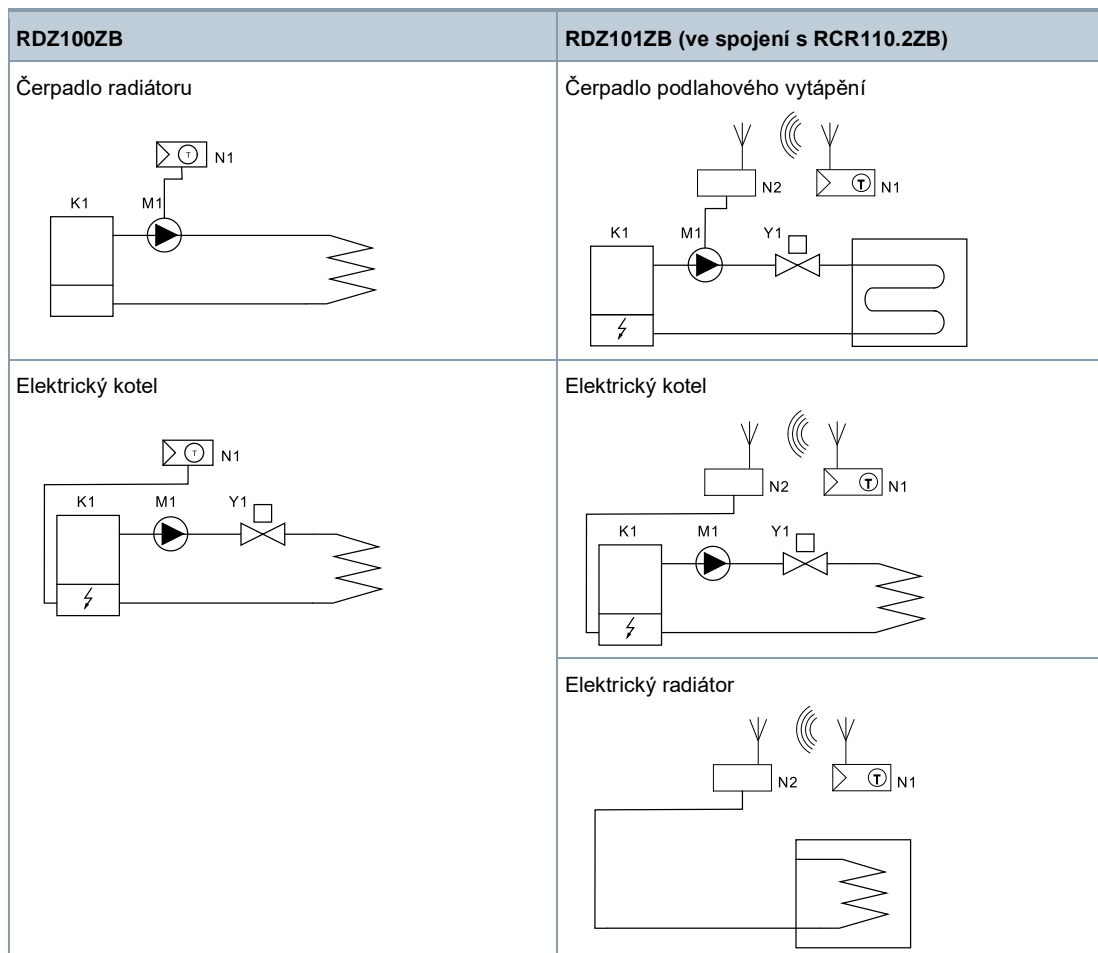 RDZ100ZB
RDZ101ZB (ve spojení s RCR110.2ZB)
Čerpadlo radiátoru
T
N1
K1
M1
Čerpadlo podlahového vytápění
N2
T
N1
K1
M1
Y1
Elektrický kotel
T
N1
K1
M1
Y1
Elektrický kotel
N2
T
N1
K1
M1
Y1
Elektrický radiátor
N2
T
N1